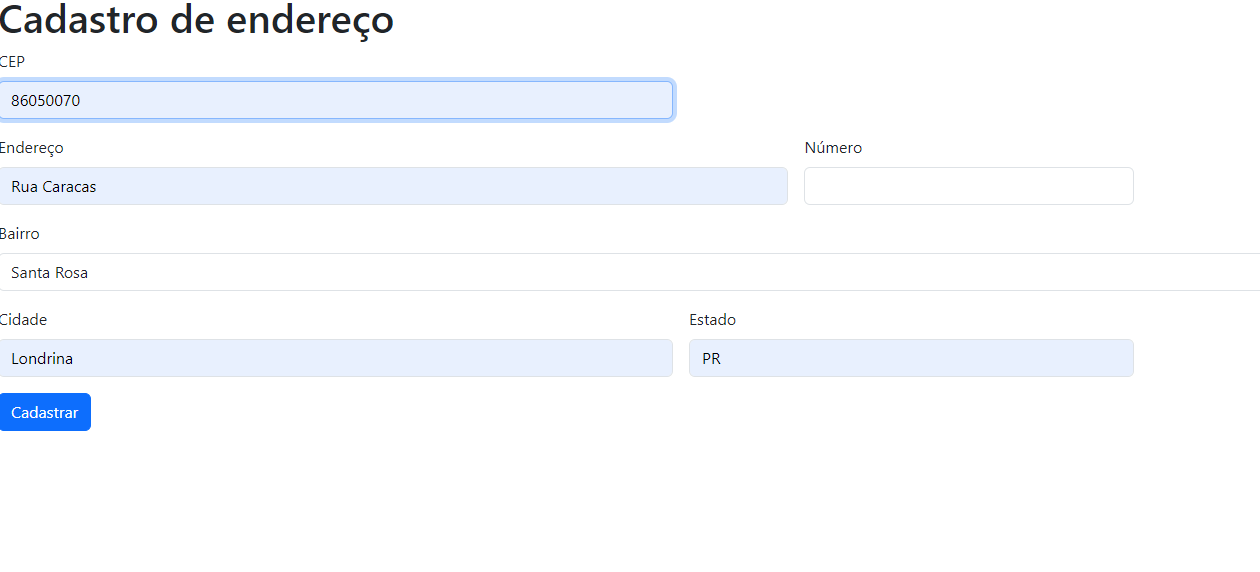 Cadastro de endereço
CEP
86050070
Endereço
Número
Rua Caracas
Bairro
Santa Rosa
Cidade
Estado
Londrina
PR
Cadastrar